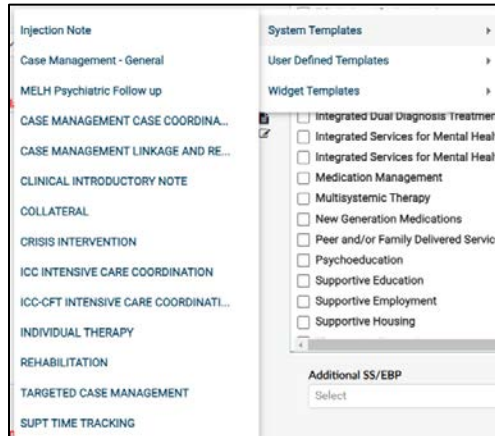 Injection Note
Case Management - General
MELH Psychiatric Follow up
CASE MANAGEMENT CASE COORDINA...
CASE MANAGEMENT LINKAGE AND RE...
CLINICAL INTRODUCTORY NOTE
COLLATERAL
CRISIS INTERVENTION
ICC INTENSIVE CARE COORDINATION
ICC-CFT INTENSIVE CARE COORDINATI...
INDIVIDUAL THERAPY
REHABILITATION
TARGETED CASE MANAGEMENT
SUPT TIME TRACKING
System Templates
User Defined Templates
Widget Templates
Integrated Dual Diagnosis Treatmen
Integrated Services for Mental Heal
Integrated Services for Mental Heal
Medication Management
Multisystemic Therapy
New Generation Medications
Peer and/or Family Delivered Servic
Psychoeducation
Supportive Education
Supportive Employment
Supportive Housing
Additional SS/EBP
Select